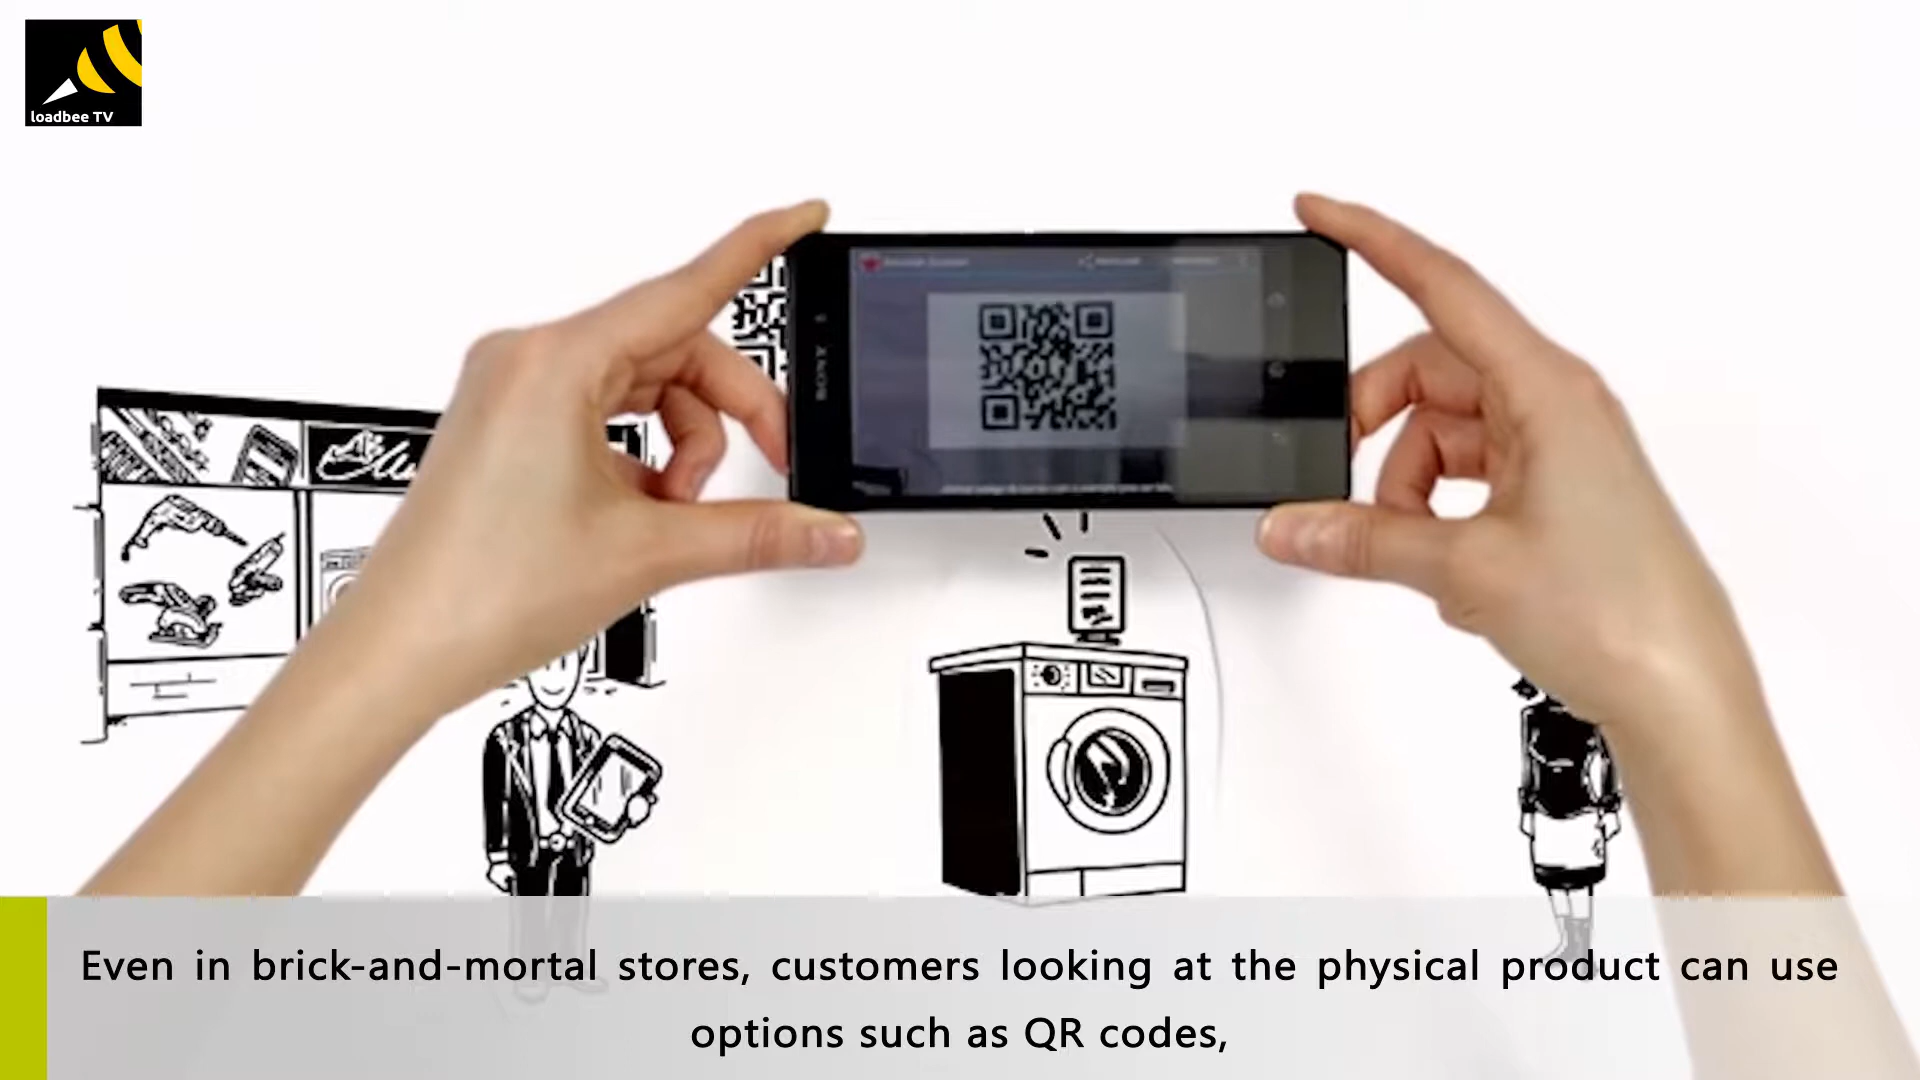 loadbee TV
SONY
Even in brick-and-mortal stores, customers looking at the physical product can use
options such as QR codes,